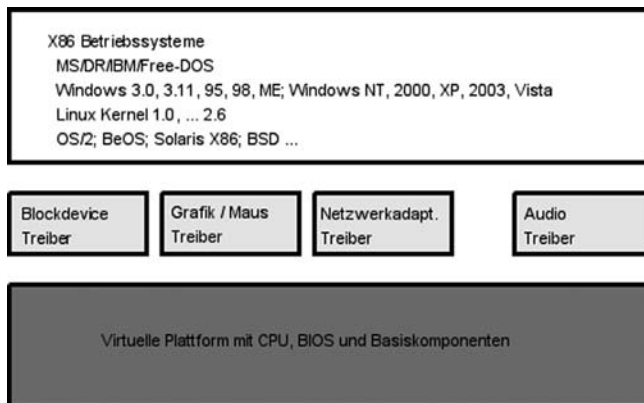 X86 Betriebssysteme
MS/DR/IBM/Free-DOS
Windows 3.0, 3.11, 95, 98, ME; Windows NT, 2000, XP, 2003, Vista
Linux Kernel 1.0, ... 2.6
OS/2; BeOS; Solaris X86; BSD ...
Blockdevice
Treiber
Grafik / Maus
Treiber
Netzwerkadapt.
Treiber
Audio
Treiber
Virtuelle Plattform mit CPU, BIOS und Basiskomponenten